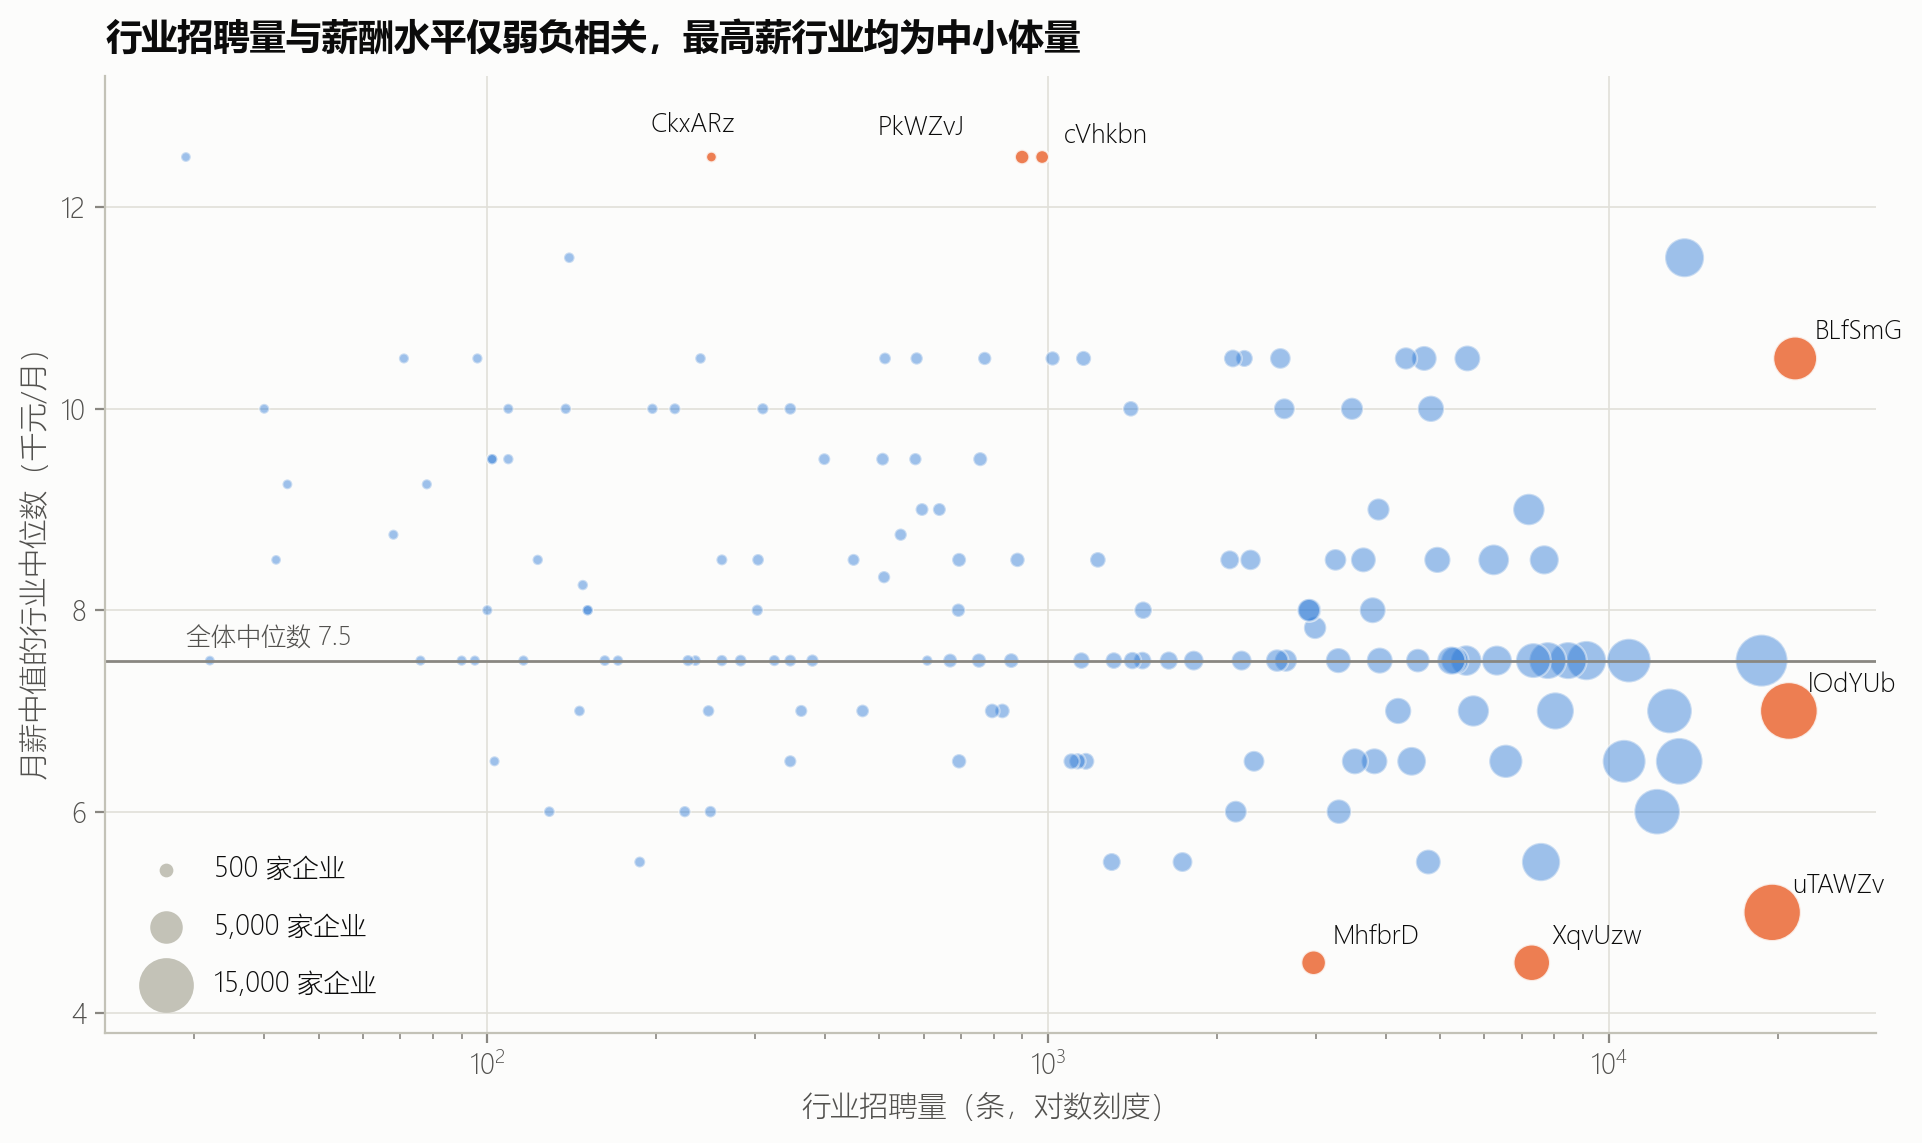 行业招聘量与薪酬水平仅弱负相关，最高薪行业均为中小体量
CkxARz
PkWZvJ
cVhkbn
BLfSmG
lOdYUb
uTAWZv
MhfbrD
XqvUzw
全体中位数 7.5
月薪中值的行业中位数（千元/月）
12
10
8
6
4
500 家企业
5,000 家企业
15,000 家企业
10²
10³
10⁴
行业招聘量（条，对数刻度）